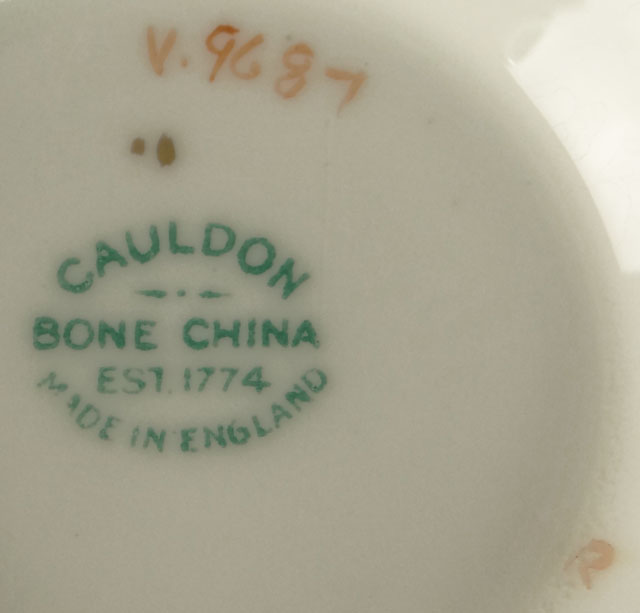 V.9687
CAULDON
BONE CHINA
EST. 1774
MADE IN ENGLAND